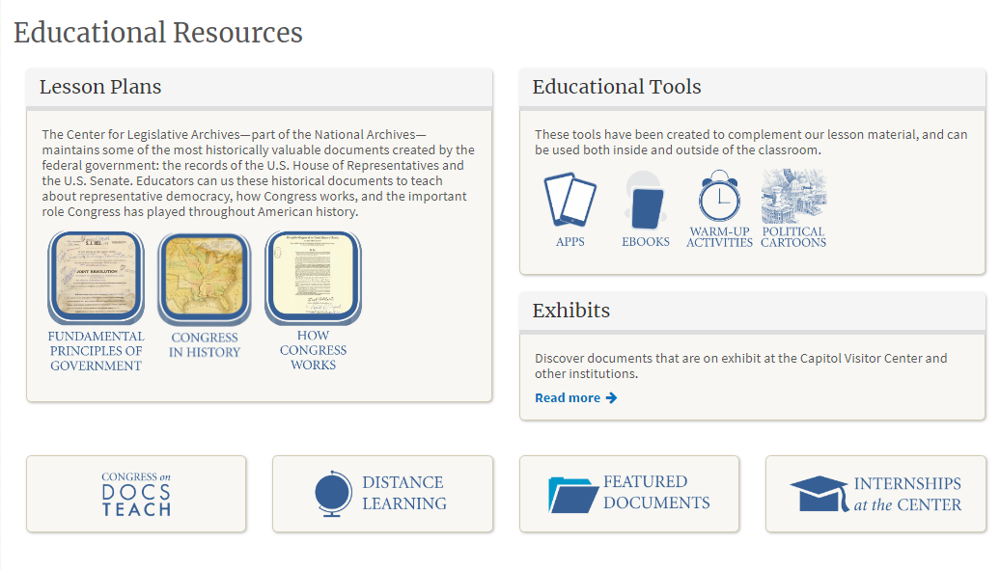 Educational Resources
Lesson Plans
The Center for Legislative Archives—part of the National Archives—
maintains some of the most historically valuable documents created by the
federal government: the records of the U.S. House of Representatives and
the U.S. Senate. Educators can us these historical documents to teach
about representative democracy, how Congress works, and the important
role Congress has played throughout American history.
JOINT RESOLUTION
FUNDAMENTAL
PRINCIPLES OF
GOVERNMENT
CONGRESS
IN HISTORY
HOW
CONGRESS
WORKS
Educational Tools
These tools have been created to complement our lesson material, and can
be used both inside and outside of the classroom.
APPS
EBOOKS
WARM-UP
ACTIVITIES
POLITICAL
CARTOONS
Exhibits
Discover documents that are on exhibit at the Capitol Visitor Center and
other institutions.
Read more
CONGRESS on
DOCS
TEACH
DISTANCE
LEARNING
FEATURED
DOCUMENTS
INTERNSHIPS
at the CENTER